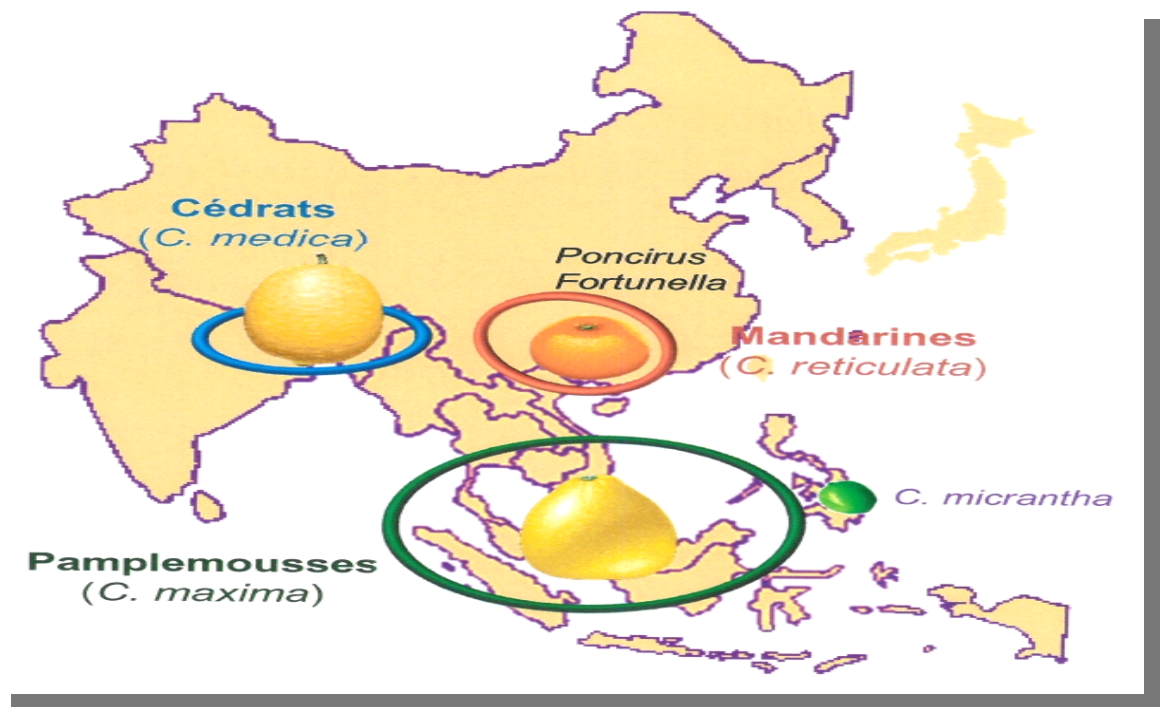 Cédrats
(C. medica)
Poncirus
Fortunella
Mandarines
(C. reticulata)
C. micrantha
Pamplemousses
(C. maxima)